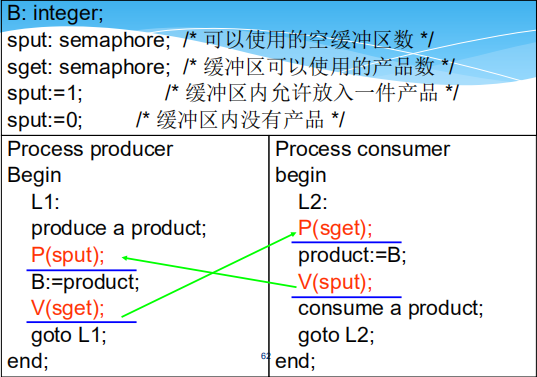 B: integer;
sput: semaphore; /* 可以使用的空缓冲区数 */
sget: semaphore; /* 缓冲区可以使用的产品数 */
sput:=1; /* 缓冲区内允许放入一件产品 */
sput:=0; /* 缓冲区内没有产品 */
Process producer
Begin
L1:
produce a product;
P(sput);
B:=product;
V(sget);
goto L1;
end;
Process consumer
begin
L2:
P(sget);
product:=B;
V(sput);
consume a product;
goto L2;
end;
62